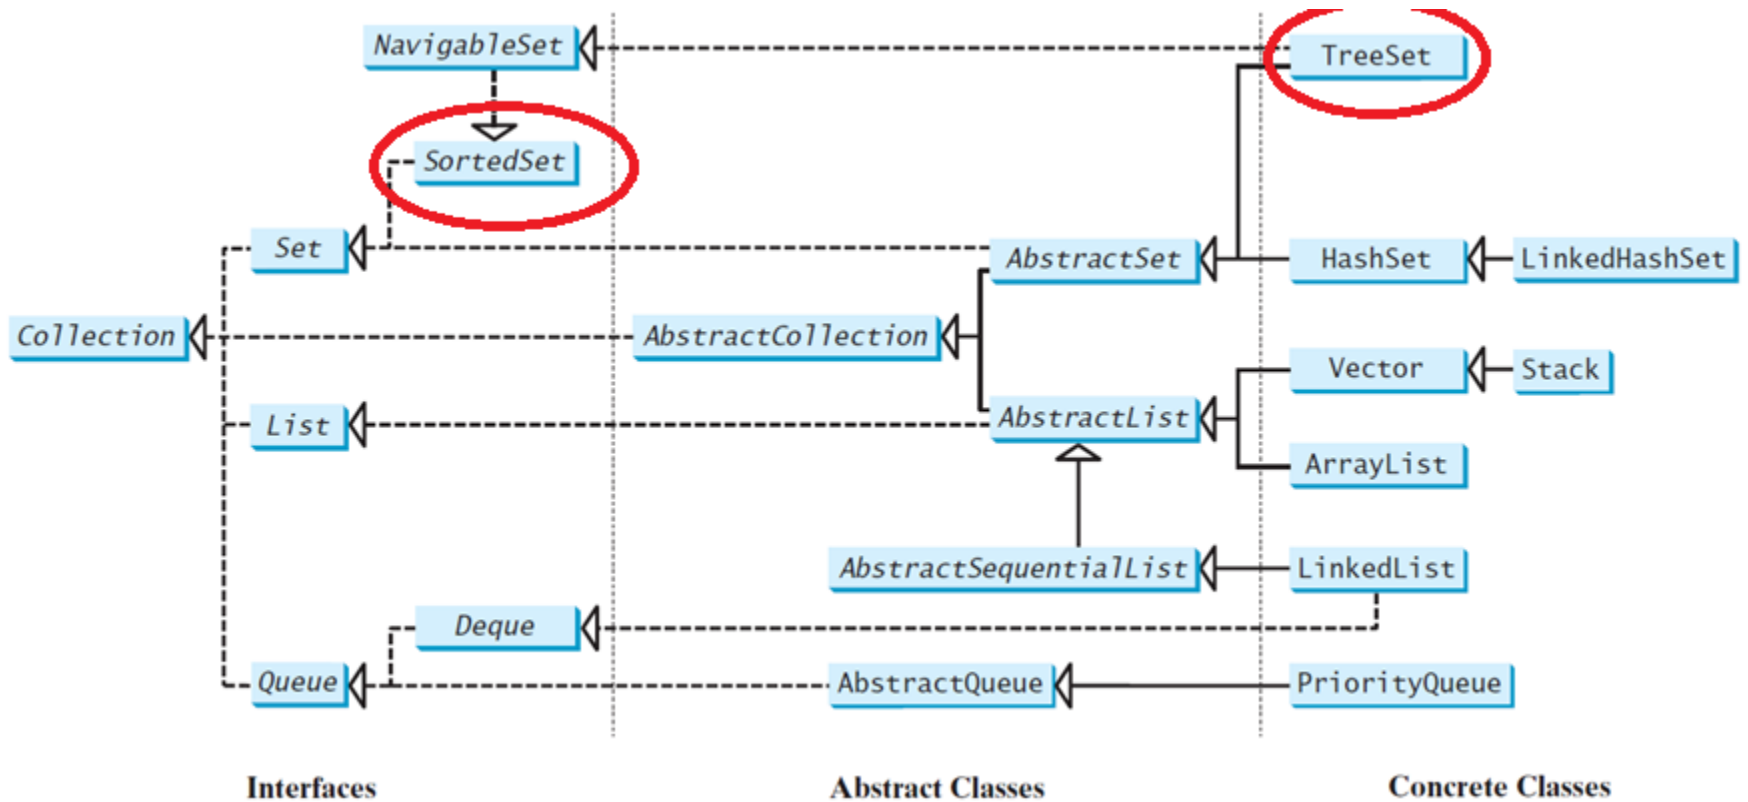 NavigableSet
TreeSet
SortedSet
Set
AbstractSet
HashSet
LinkedHashSet
Collection
AbstractCollection
Vector
Stack
List
AbstractList
ArrayList
AbstractSequentialList
LinkedList
Deque
Queue
AbstractQueue
PriorityQueue
Interfaces
Abstract Classes
Concrete Classes